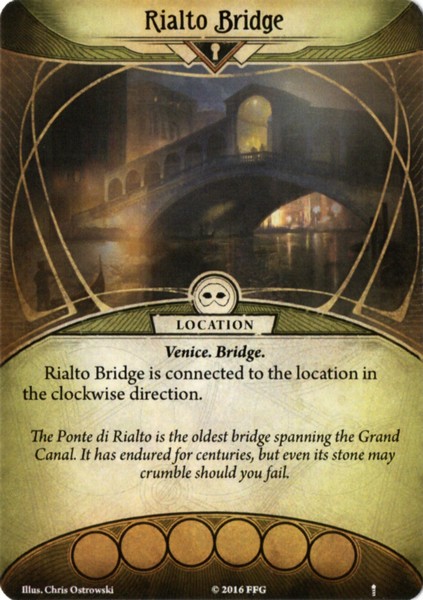 Rialto Bridge
LOCATION
Venice. Bridge.
Rialto Bridge is connected to the location in
the clockwise direction.
The Ponte di Rialto is the oldest bridge spanning the Grand
Canal. It has endured for centuries, but even its stone may
crumble should you fail.
Illus. Chris Ostrowski
© 2016 FFG